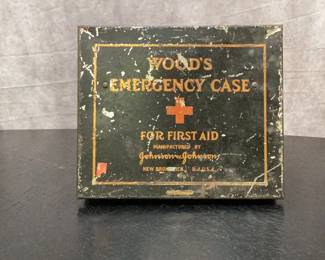 WOOD'S
EMERGENCY CASE
FOR FIRST AID
MANUFACTURED BY
Johnson & Johnson
NEW BRUNSWICK, N.J. U.S.A.